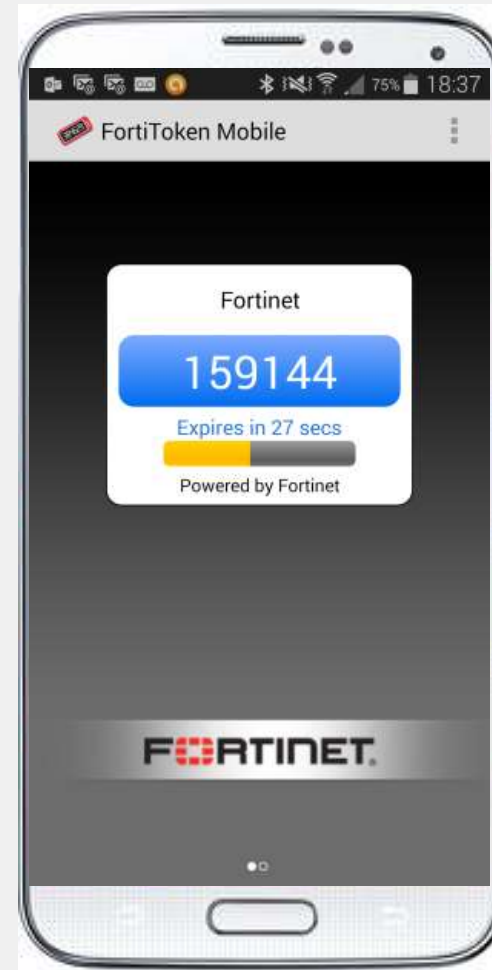 75% 18:37
FortiToken Mobile
Fortinet
159144
Expires in 27 secs
Powered by Fortinet
FORTINET.